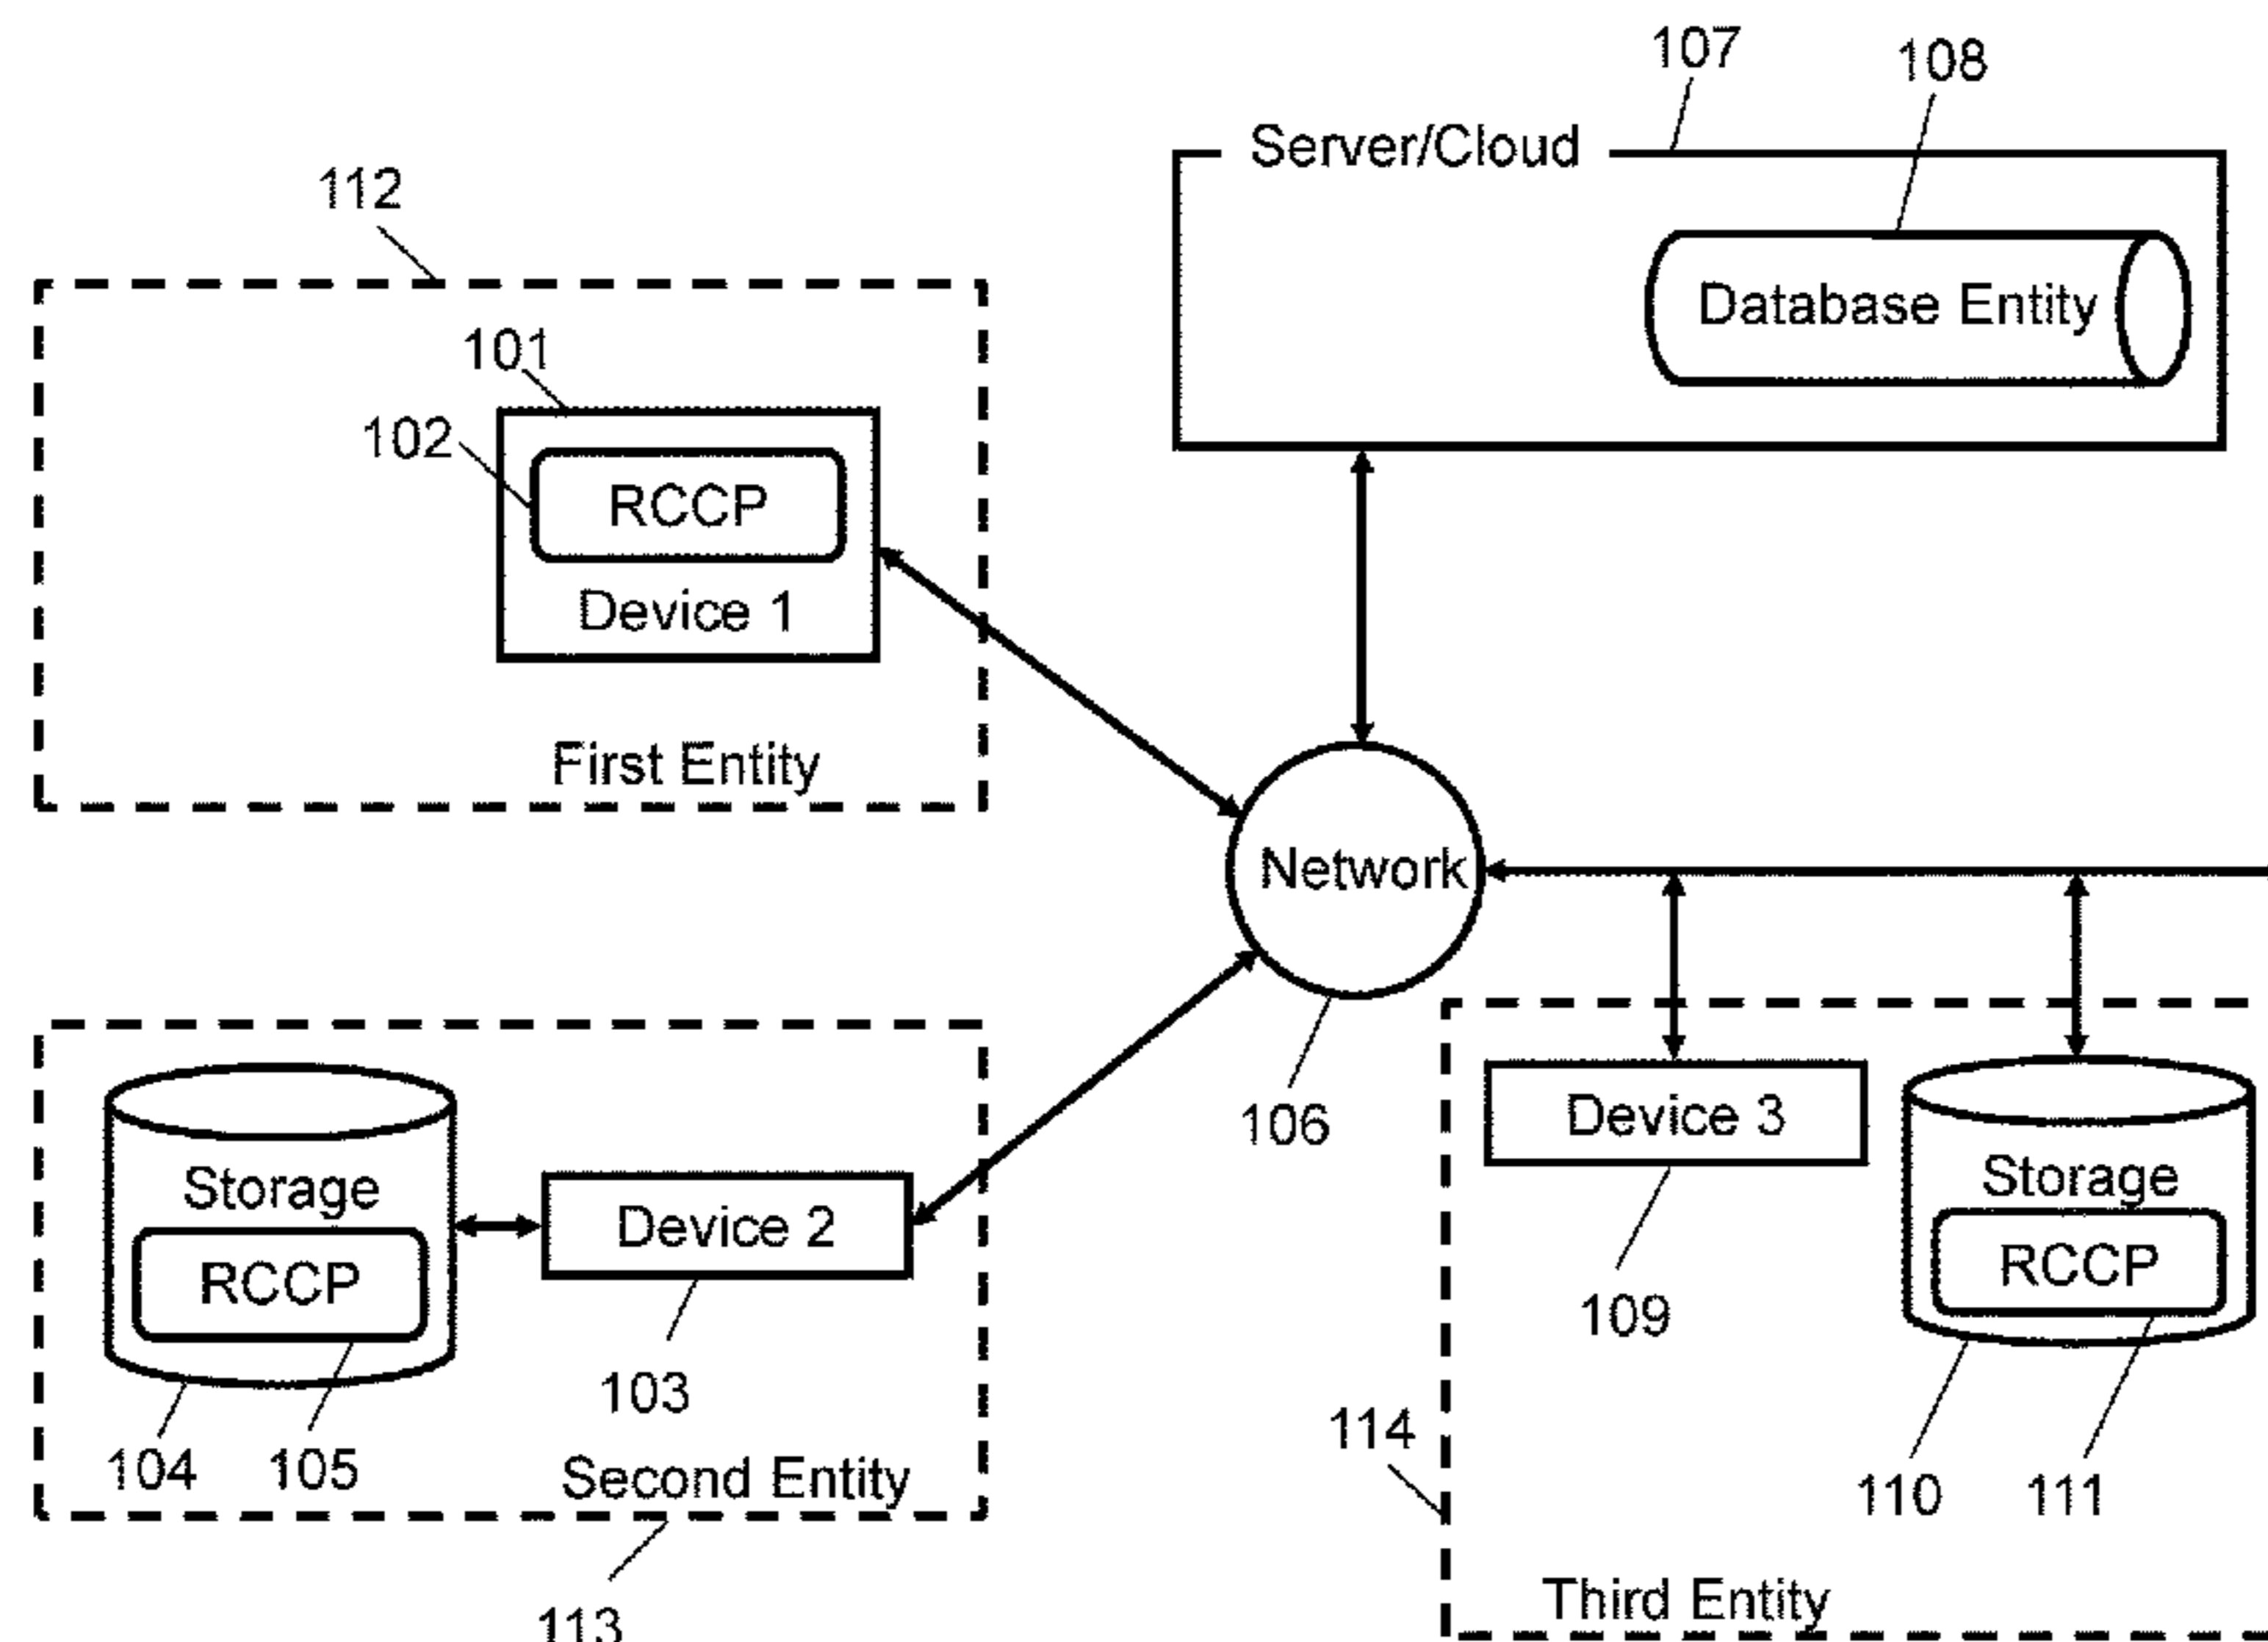 107
108
Server/Cloud
112
Database Entity
101
102
RCCP
Device 1
First Entity
Network
106
Device 3
Storage
RCCP
109
110
111
114
Third Entity
Storage
RCCP
Device 2
103
104
105
Second Entity
113